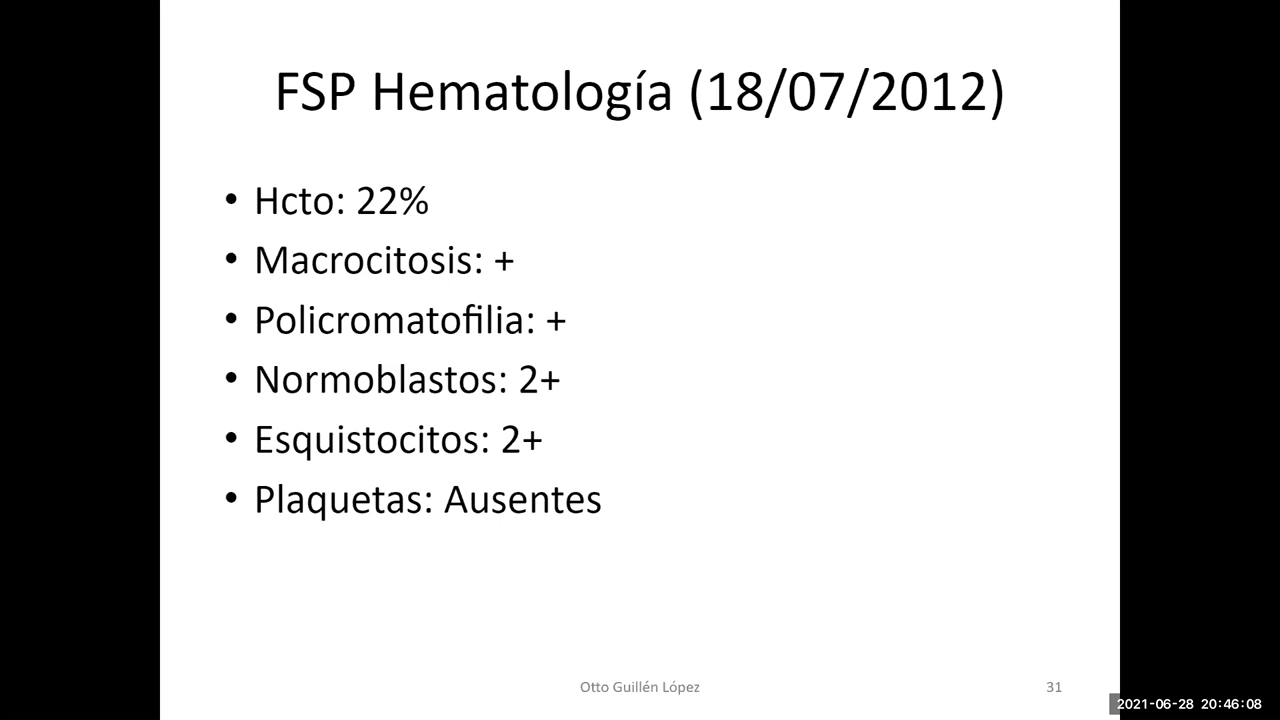 FSP Hematología (18/07/2012)
• Hcto: 22%
• Macrocitosis: +
• Policromatofilia: +
• Normoblastos: 2+
• Esquistocitos: 2+
• Plaquetas: Ausentes
Otto Guillén López
31
2021-06-28 20:46:08